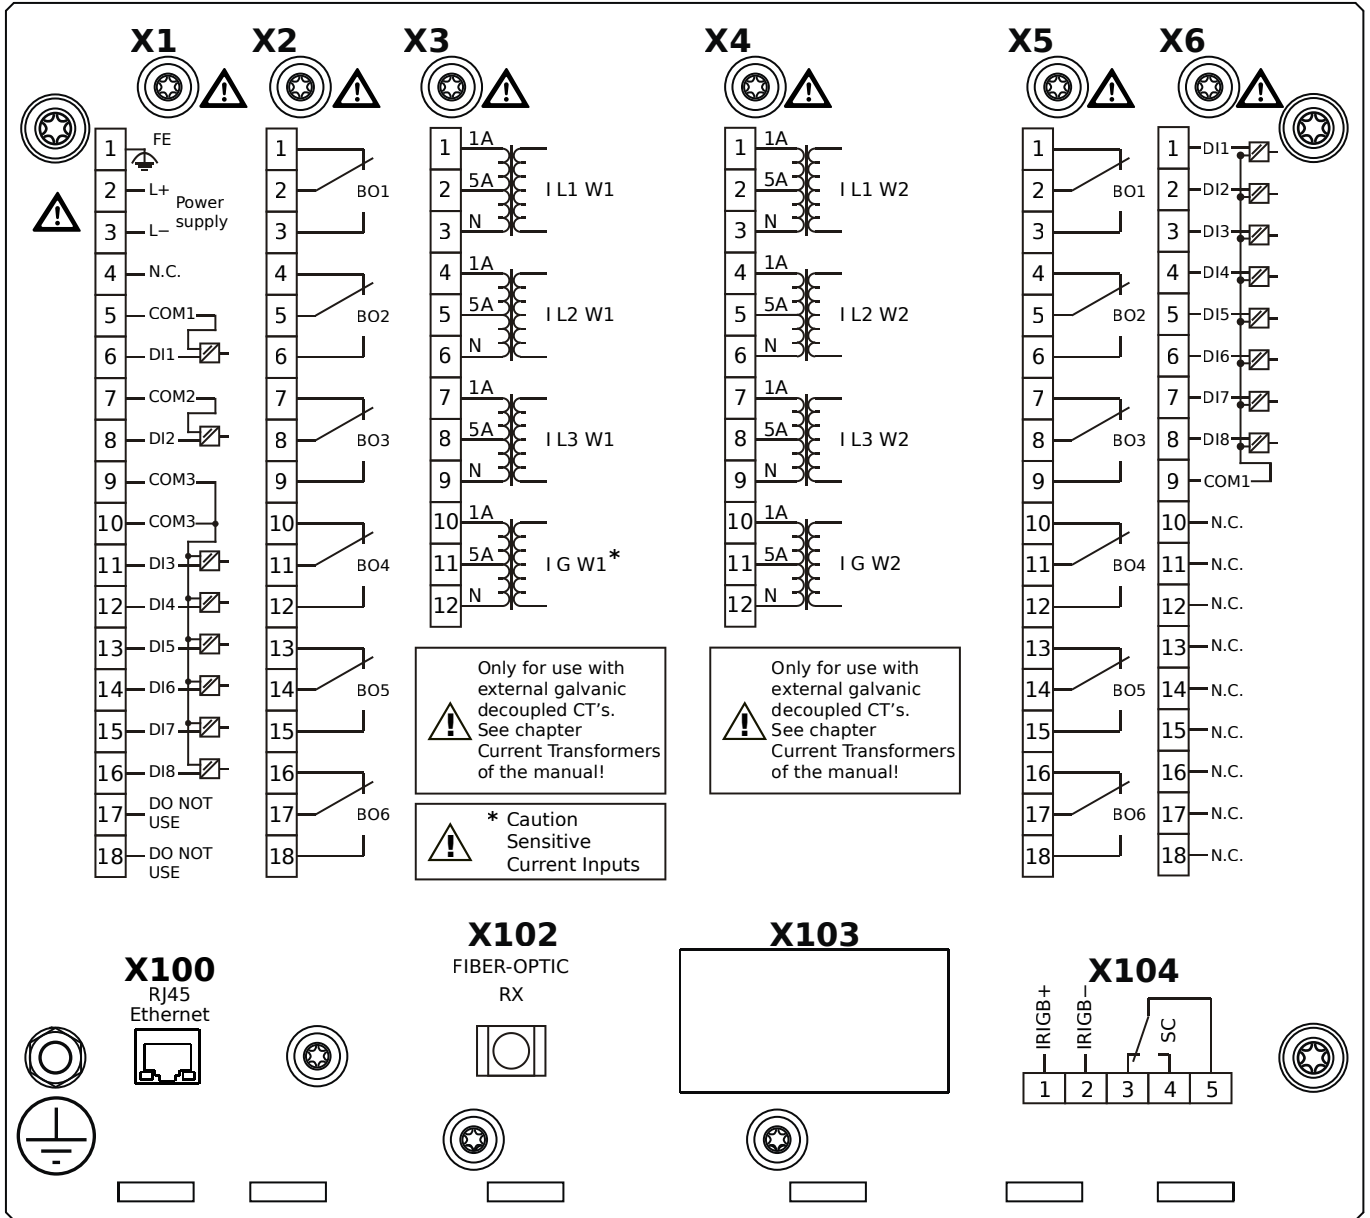 X1
1
FE
2
L+
Power
supply
3
L−
4
N.C.
5
COM1
6
DI1
7
COM2
8
DI2
9
COM3
10
COM3
11
DI3
12
DI4
13
DI5
14
DI6
15
DI7
16
DI8
17
DO NOT
USE
18
DO NOT
USE
X2
1
2
BO1
3
4
5
BO2
6
7
8
BO3
9
10
11
BO4
12
13
14
BO5
15
16
17
BO6
18
X3
1
1A
2
5A
I L1 W1
3
N
4
1A
5
5A
I L2 W1
6
N
7
1A
8
5A
I L3 W1
9
N
10
1A
11
5A
I G W1*
12
N
Only for use with
external galvanic
decoupled CT's.
See chapter
Current Transformers
of the manual!
* Caution
Sensitive
Current Inputs
X4
1
1A
2
5A
I L1 W2
3
N
4
1A
5
5A
I L2 W2
6
N
7
1A
8
5A
I L3 W2
9
N
10
1A
11
5A
I G W2
12
N
Only for use with
external galvanic
decoupled CT's.
See chapter
Current Transformers
of the manual!
X5
1
2
BO1
3
4
5
BO2
6
7
8
BO3
9
10
11
BO4
12
13
14
BO5
15
16
17
BO6
18
X6
1
DI1
2
DI2
3
DI3
4
DI4
5
DI5
6
DI6
7
DI7
8
DI8
9
COM1
10
N.C.
11
N.C.
12
N.C.
13
N.C.
14
N.C.
15
N.C.
16
N.C.
17
N.C.
18
N.C.
X100
RJ45
Ethernet
X102
FIBER-OPTIC
RX
X103
X104
IRIGB+
IRIGB−
SC
1 2 3 4 5